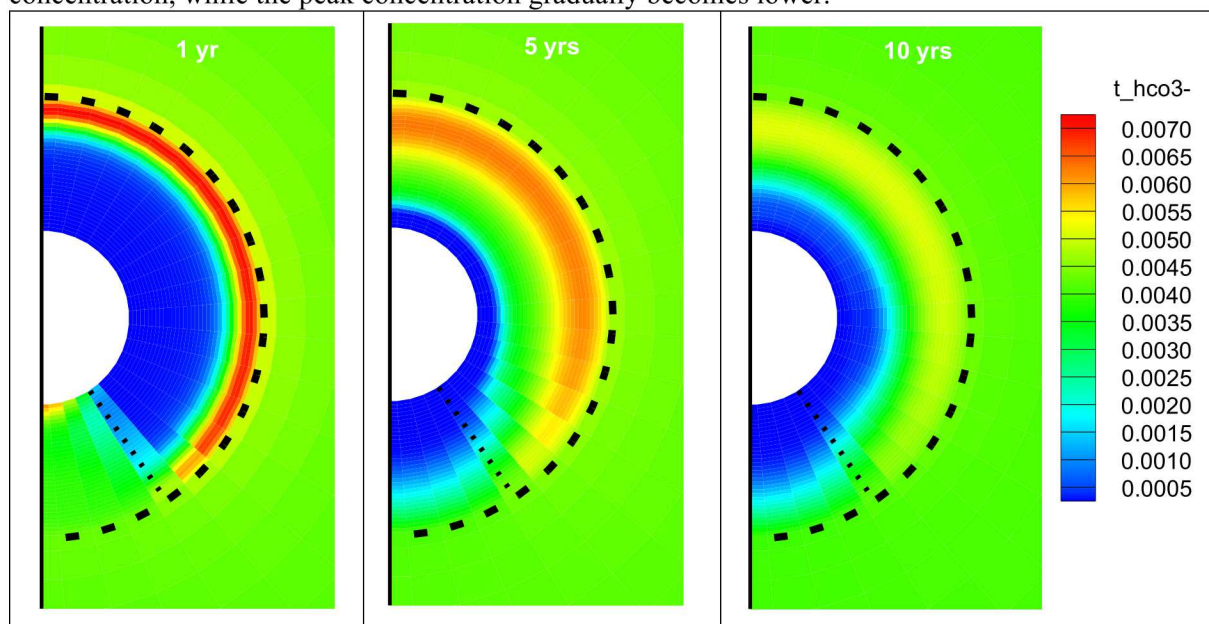 concentration, while the peak concentration gradually becomes lower.
1 yr
5 yrs
10 yrs
t_hco3-
0.0070
0.0065
0.0060
0.0055
0.0050
0.0045
0.0040
0.0035
0.0030
0.0025
0.0020
0.0015
0.0010
0.0005